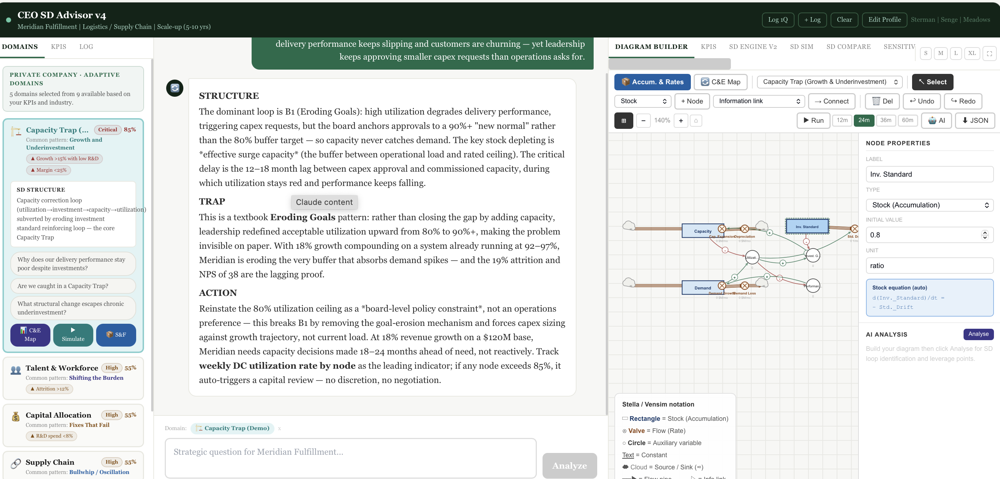 CEO SD Advisor v4
Meridian Fulfillment | Logistics / Supply Chain | Scale-up (5-10 yrs)
Log 1Q
+ Log
Clear
Edit Profile
Sterman | Senge | Meadows
DOMAINS
KPIS
LOG
PRIVATE COMPANY · ADAPTIVE
DOMAINS
5 domains selected from 9 available based on
your KPIs and industry.
Capacity Trap (... Critical 85%
Common pattern: Growth and
Underinvestment
▲ Growth >15% with low R&D
▲ Margin <25%
SD STRUCTURE
Capacity correction loop
(utilization→investment→capacity→utilization)
subverted by eroding investment
standard reinforcing loop — the core
Capacity Trap
Why does our delivery performance stay
poor despite investments?
Are we caught in a Capacity Trap?
What structural change escapes chronic
underinvestment?
C&E
Map
▶
Simulate
S&F
Talent & Workforce High 55%
Common pattern: Shifting the Burden
▲ Attrition >12%
Capital Allocation High 55%
Common pattern: Fixes That Fail
▲ R&D spend <8%
Supply Chain High 55%
Common pattern: Bullwhip / Oscillation
delivery performance keeps slipping and customers are churning — yet leadership
keeps approving smaller capex requests than operations asks for.
STRUCTURE
The dominant loop is B1 (Eroding Goals): high utilization degrades delivery performance,
triggering capex requests, but the board anchors approvals to a 90%+ "new normal" rather
than the 80% buffer target — so capacity never catches demand. The key stock depleting is
*effective surge capacity* (the buffer between operational load and rated ceiling). The critical
delay is the 12–18 month lag between capex approval and commissioned capacity, during
which utilization stays red and performance keeps falling.
TRAP
Claude content
This is a textbook Eroding Goals pattern: rather than closing the gap by adding capacity,
leadership redefined acceptable utilization upward from 80% to 90%+, making the problem
invisible on paper. With 18% growth compounding on a system already running at 92–97%,
Meridian is eroding the very buffer that absorbs demand spikes — and the 19% attrition and
NPS of 38 are the lagging proof.
ACTION
Reinstate the 80% utilization ceiling as a *board-level policy constraint*, not an operations
preference — this breaks B1 by removing the goal-erosion mechanism and forces capex sizing
against growth trajectory, not current load. At 18% revenue growth on a $120M base,
Meridian needs capacity decisions made 18–24 months ahead of need, not reactively. Track
weekly DC utilization rate by node as the leading indicator; if any node exceeds 85%, it
auto-triggers a capital review — no discretion, no negotiation.
Domain: Capacity Trap (Demo) x
Strategic question for Meridian Fulfillment...
Analyze
DIAGRAM BUILDER
KPIS
SD ENGINE V2
SD SIM
SD COMPARE
SENSITIV
S
M
L
XL
Accum. & Rates
C&E Map
Capacity Trap (Growth & Underinvestment)
↖ Select
Stock
+ Node
Information link
→ Connect
Del
↩ Undo
↪ Redo
⊞
−
140%
+
⌂
▶ Run
12m
24m
36m
60m
AI
⬇ JSON
Capacity
Cap. Expansion
0 $M/mo
Depreciation
0 $M/mo
∞
∞
Inv. Standard
Std. Dr
+
-
-
Utilizati...
0
Invest. G...
0
+
+
+
-
Demand
Demand Growth
0 $M/mo
Demand Loss
0 $M/mo
∞
∞
Performan...
0
Stella / Vensim notation
Rectangle = Stock (Accumulation)
⊗ Valve = Flow (Rate)
○ Circle = Auxiliary variable
Text = Constant
Cloud = Source / Sink (∞)
= Flow pipe = Info link
NODE PROPERTIES
LABEL
Inv. Standard
TYPE
Stock (Accumulation)
INITIAL VALUE
0.8
UNIT
ratio
Stock equation (auto)
d(Inv._Standard)/dt =
− Std._Drift
AI ANALYSIS
Analyse
Build your diagram then click Analyse for SD
loop identification and leverage points.